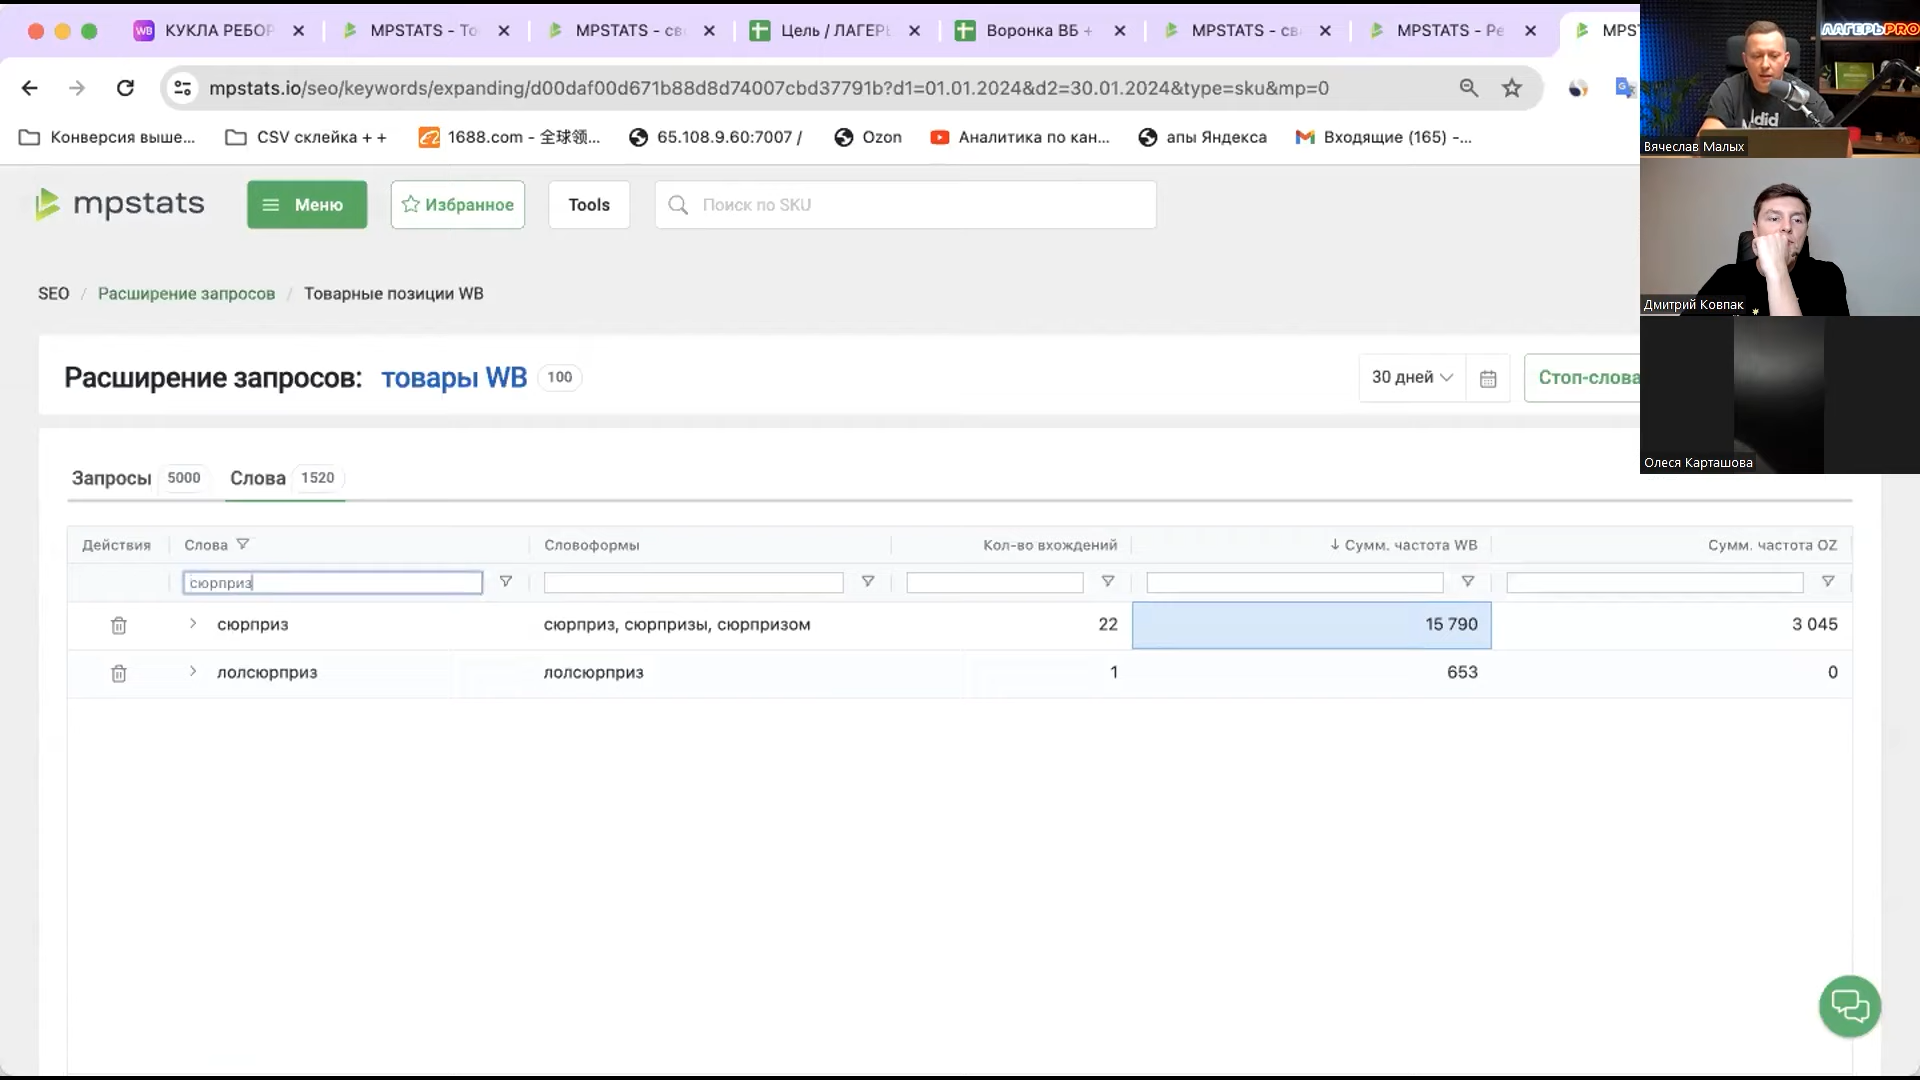 КУКЛА РЕБОР
MPSTATS - То
MPSTATS - св
Цель / ЛАГЕРЬ
Воронка ВБ +
MPSTATS - св
MPSTATS - Ре
MPST
mpstats.io/seo/keywords/expanding/d00daf00d671b88d8d74007cbd37791b?d1=01.01.2024&d2=30.01.2024&type=sku&mp=0
Конверсия выше...
CSV склейка + +
1688.com - 全球领...
65.108.9.60:7007 /
Ozon
Аналитика по кан...
апы Яндекса
Входящие (165) -...
mpstats
Меню
Избранное
Tools
Поиск по SKU
SEO / Расширение запросов / Товарные позиции WB
Расширение запросов: товары WB 100
30 дней
Стоп-слова
Запросы 5000 Слова 1520
Действия Слова Словоформы Кол-во вхождений ↓ Сумм. частота WB Сумм. частота OZ
сюрприз
сюрприз сюрприз, сюрпризы, сюрпризом 22 15 790 3 045
лолсюрприз лолсюрприз 1 653 0
ЛАГЕРЬPRO
Вячеслав Малых
Дмитрий Ковпак
Олеся Карташова